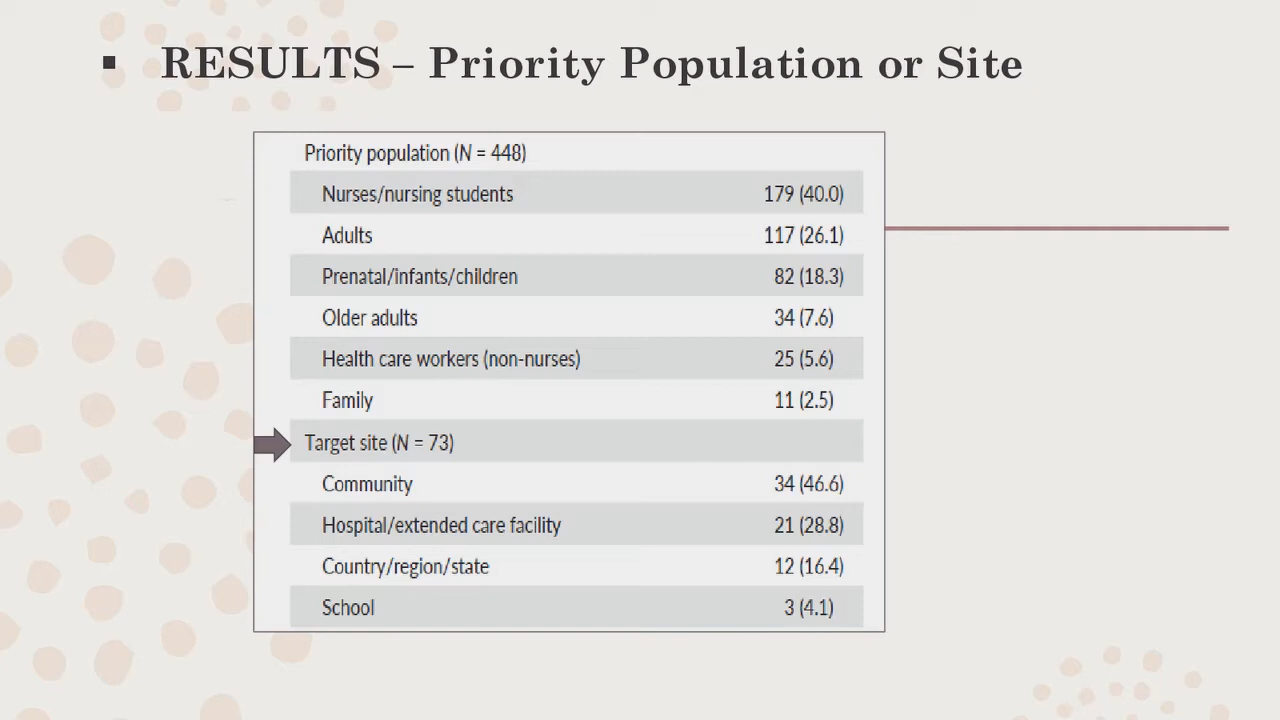 ▪ RESULTS – Priority Population or Site
Priority population (N = 448)
Nurses/nursing students 179 (40.0)
Adults 117 (26.1)
Prenatal/infants/children 82 (18.3)
Older adults 34 (7.6)
Health care workers (non-nurses) 25 (5.6)
Family 11 (2.5)
Target site (N = 73)
Community 34 (46.6)
Hospital/extended care facility 21 (28.8)
Country/region/state 12 (16.4)
School 3 (4.1)